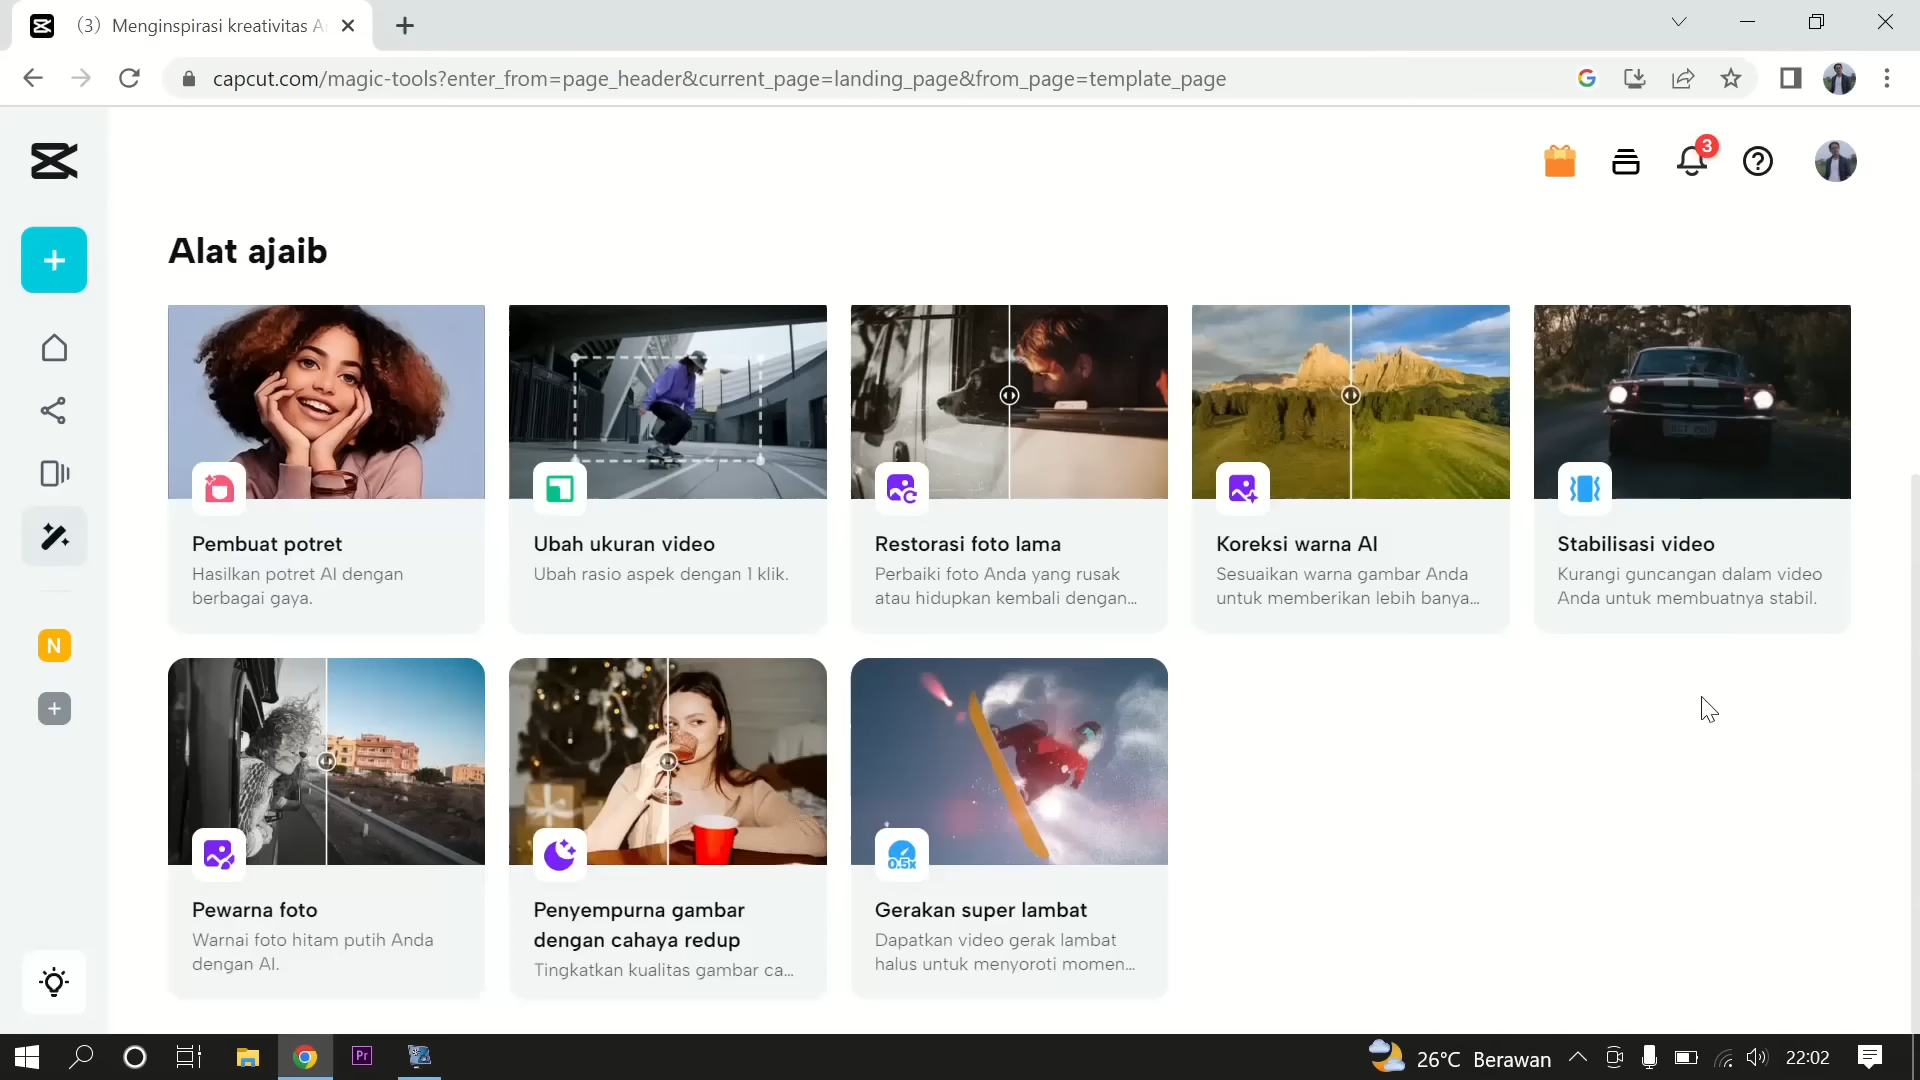 （3） Menginspirasi kreativitas A
capcut.com/magic-tools?enter_from=page_header&current_page=landing_page&from_page=template_page
3
Alat ajaib
Pembuat potret
Hasilkan potret AI dengan
berbagai gaya.
Ubah ukuran video
Ubah rasio aspek dengan 1 klik.
Restorasi foto lama
Perbaiki foto Anda yang rusak
atau hidupkan kembali dengan...
Koreksi warna AI
Sesuaikan warna gambar Anda
untuk memberikan lebih banya...
Stabilisasi video
Kurangi guncangan dalam video
Anda untuk membuatnya stabil.
N
0.5x
Pewarna foto
Warnai foto hitam putih Anda
dengan AI.
Penyempurna gambar
dengan cahaya redup
Tingkatkan kualitas gambar ca...
Gerakan super lambat
Dapatkan video gerak lambat
halus untuk menyoroti momen...
Pr
26°C Berawan
22:02